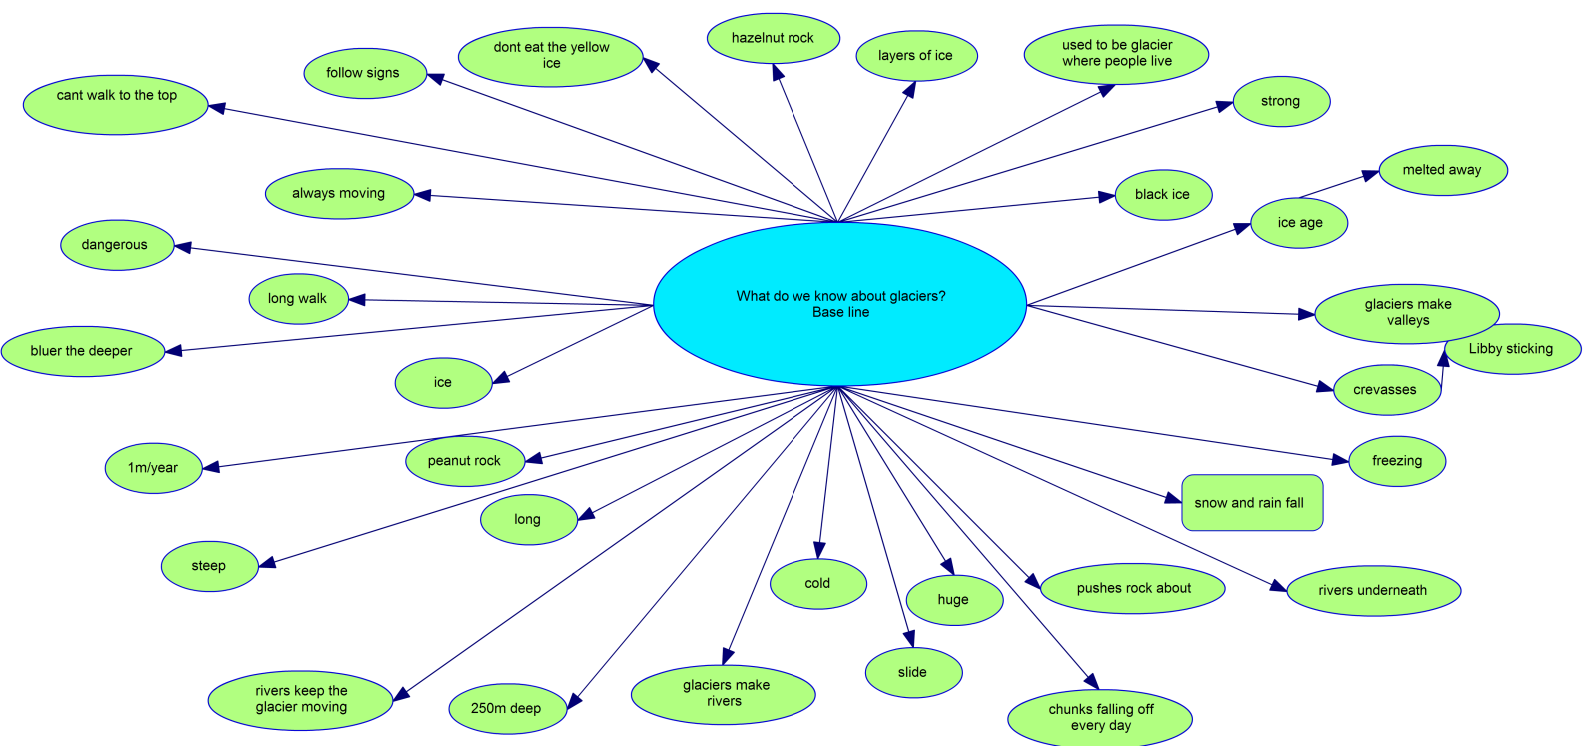 hazelnut rock
dont eat the yellow
ice
layers of ice
used to be glacier
where people live
follow signs
cant walk to the top
strong
melted away
always moving
black ice
ice age
dangerous
long walk
What do we know about glaciers?
Base line
glaciers make
valleys
Libby sticking
bluer the deeper
ice
crevasses
1m/year
peanut rock
freezing
snow and rain fall
long
steep
cold
huge
pushes rock about
rivers underneath
slide
rivers keep the
glacier moving
250m deep
glaciers make
rivers
chunks falling off
every day